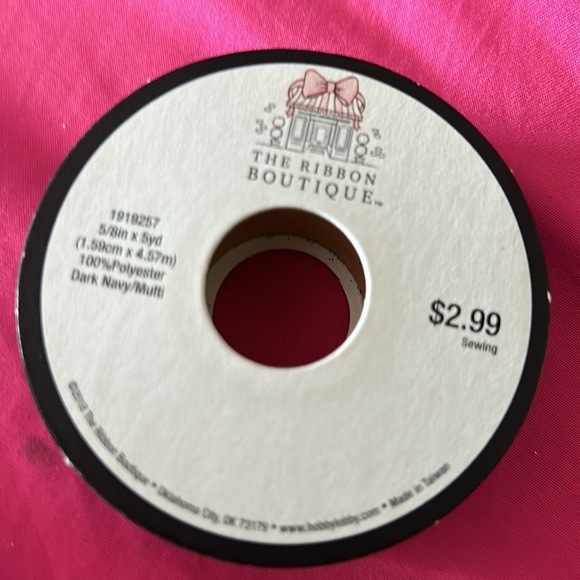 THE RIBBON
BOUTIQUE™
1919257
5/8in x 5yd
(1.59cm x 4.57m)
100%Polyester
Dark Navy/Multi
$2.99
Sewing
The Ribbon Boutique • Oklahoma City, OK 73179 • www.hobbylobby.com • Made in Taiwan